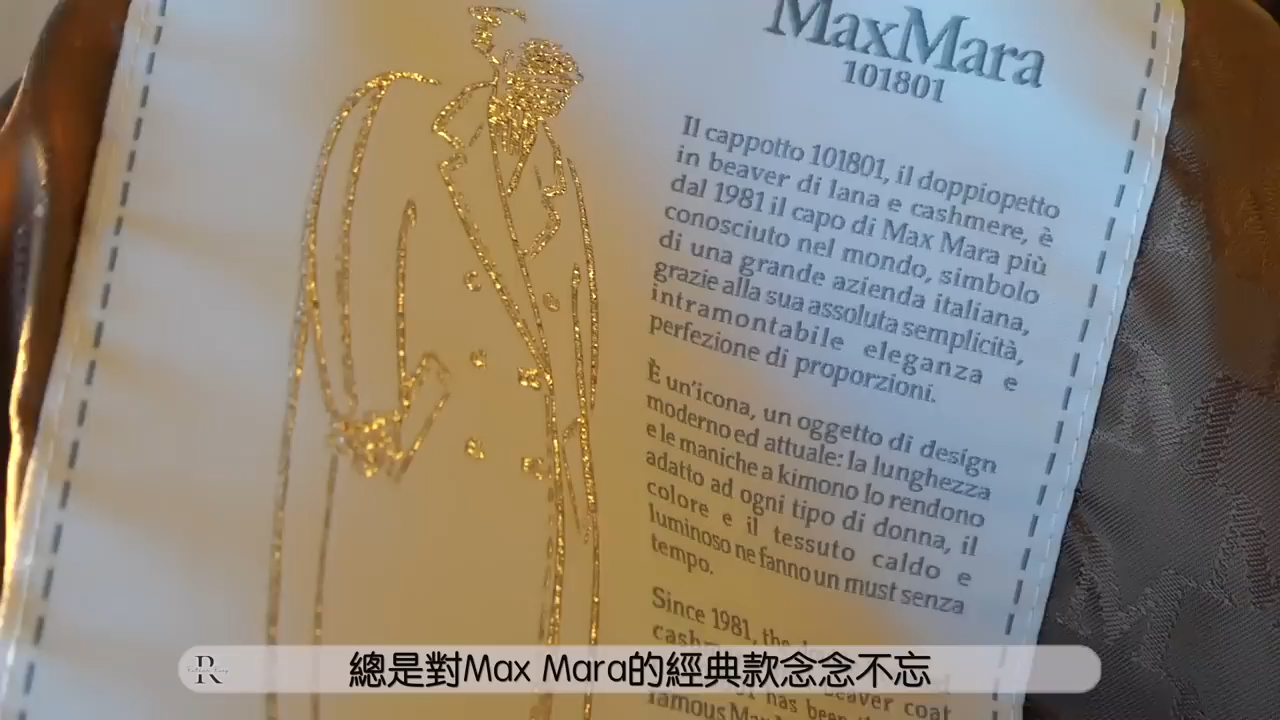 MaxMara
101801
Il cappotto 101801, il doppiopetto
in beaver di lana e cashmere, è
dal 1981 il capo di Max Mara più
conosciuto nel mondo, simbolo
di una grande azienda italiana,
grazie alla sua assoluta semplicità,
intramontabile eleganza e
perfezione di proporzioni.
È un'icona, un oggetto di design
moderno ed attuale: la lunghezza
e le maniche a kimono lo rendono
adatto ad ogni tipo di donna, il
colore e il tessuto caldo e
luminoso ne fanno un must senza
tempo.
Since 1981, the
beaver coat
has been
famous Max
R
總是對Max Mara的經典款念念不忘